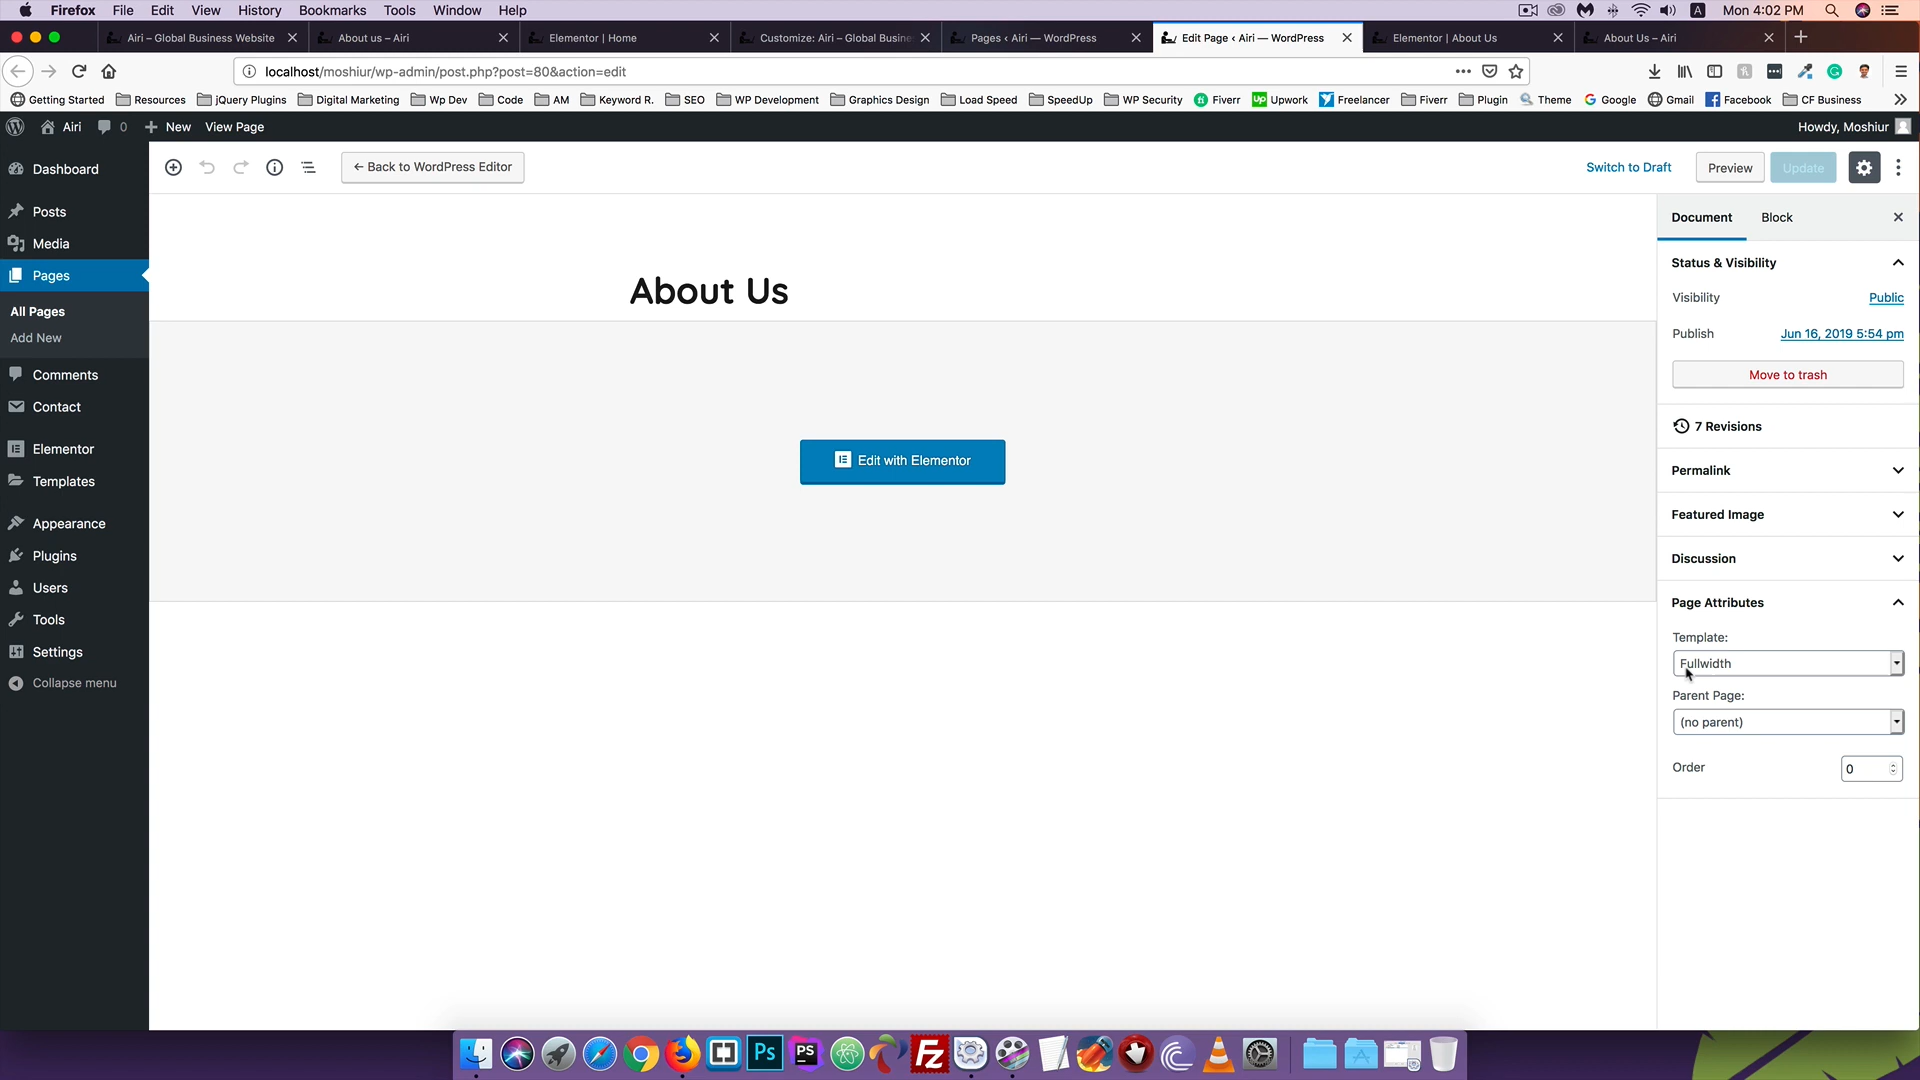 Firefox File Edit View History Bookmarks Tools Window Help A Mon 4:02 PM
Airi – Global Business Website About us – Airi Elementor | Home Customize: Airi – Global Busine Pages ‹ Airi — WordPress Edit Page ‹ Airi — WordPress Elementor | About Us About Us – Airi
localhost/moshiur/wp-admin/post.php?post=80&action=edit
Getting Started Resources jQuery Plugins Digital Marketing Wp Dev Code AM Keyword R. SEO WP Development Graphics Design Load Speed SpeedUp WP Security Fiverr Upwork Freelancer Fiverr Plugin Theme Google Gmail Facebook CF Business
Airi 0 New View Page Howdy, Moshiur
Dashboard
Posts
Media
Pages
All Pages
Add New
Comments
Contact
Elementor
Templates
Appearance
Plugins
Users
Tools
Settings
Collapse menu
← Back to WordPress Editor
Switch to Draft Preview Update
About Us
Edit with Elementor
Document Block
Status & Visibility
Visibility Public
Publish Jun 16, 2019 5:54 pm
Move to trash
7 Revisions
Permalink
Featured Image
Discussion
Page Attributes
Template:
Fullwidth
Parent Page:
(no parent)
Order 0
Ps PS FZ